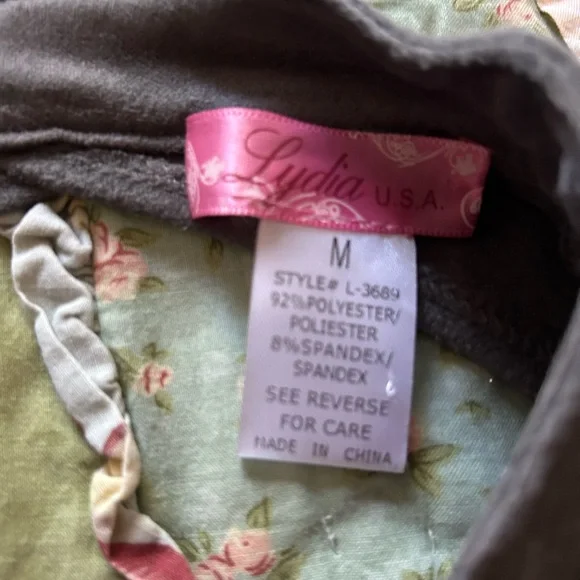 Lydia U.S.A.
M
STYLE# L-3689
92%POLYESTER/
POLIESTER
8%SPANDEX/
SPANDEX
SEE REVERSE
FOR CARE
MADE IN CHINA